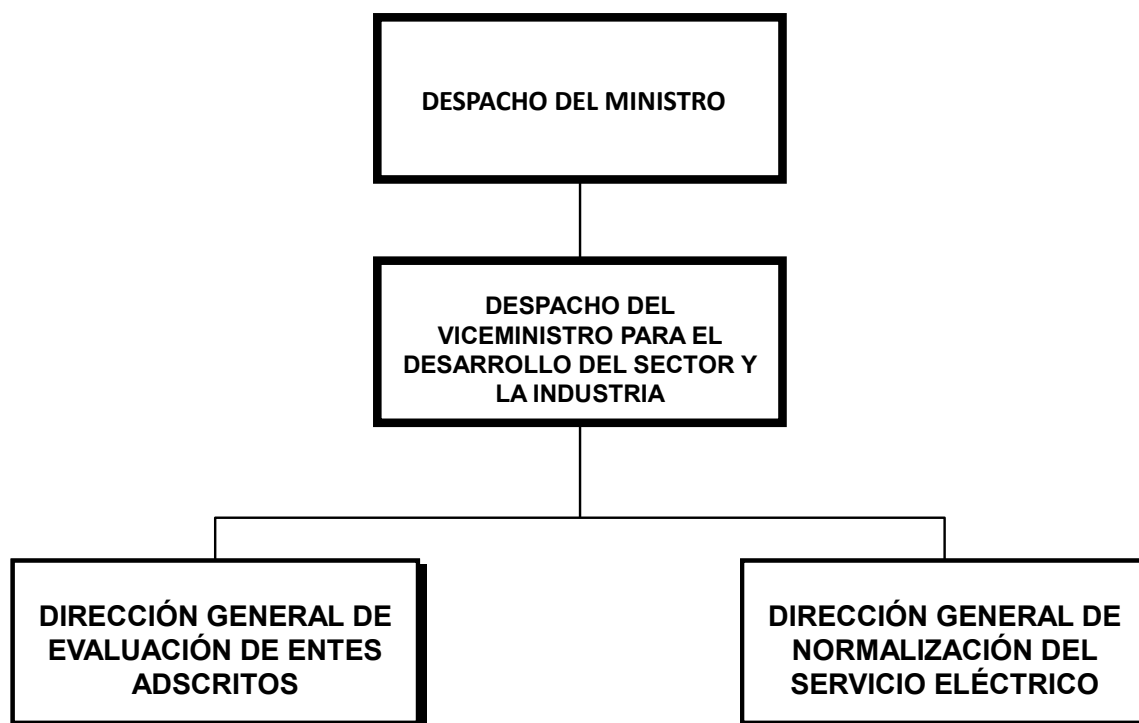 DESPACHO DEL MINISTRO
DESPACHO DEL
VICEMINISTRO PARA EL
DESARROLLO DEL SECTOR Y
LA INDUSTRIA
DIRECCIÓN GENERAL DE
EVALUACIÓN DE ENTES
ADSCRITOS
DIRECCIÓN GENERAL DE
NORMALIZACIÓN DEL
SERVICIO ELÉCTRICO